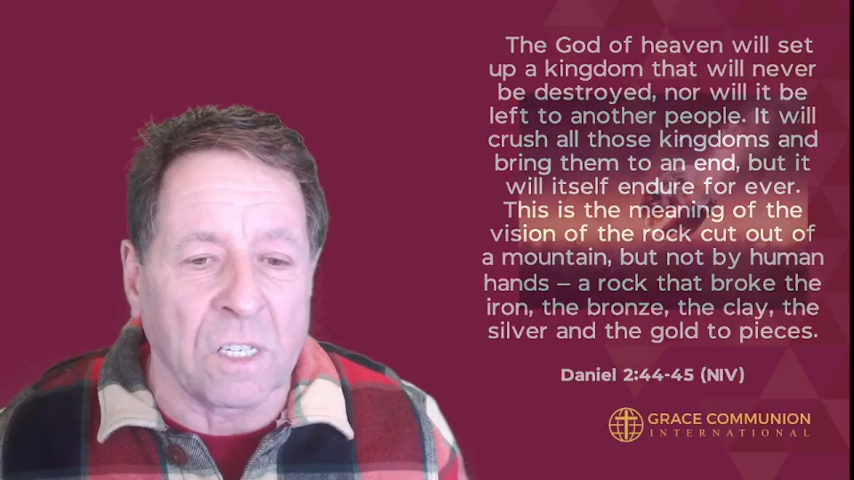 The God of heaven will set
up a kingdom that will never
be destroyed, nor will it be
left to another people. It will
crush all those kingdoms and
bring them to an end, but it
will itself endure for ever.
This is the meaning of the
vision of the rock cut out of
a mountain, but not by human
hands – a rock that broke the
iron, the bronze, the clay, the
silver and the gold to pieces.
Daniel 2:44-45 (NIV)
GRACE COMMUNION
INTERNATIONAL